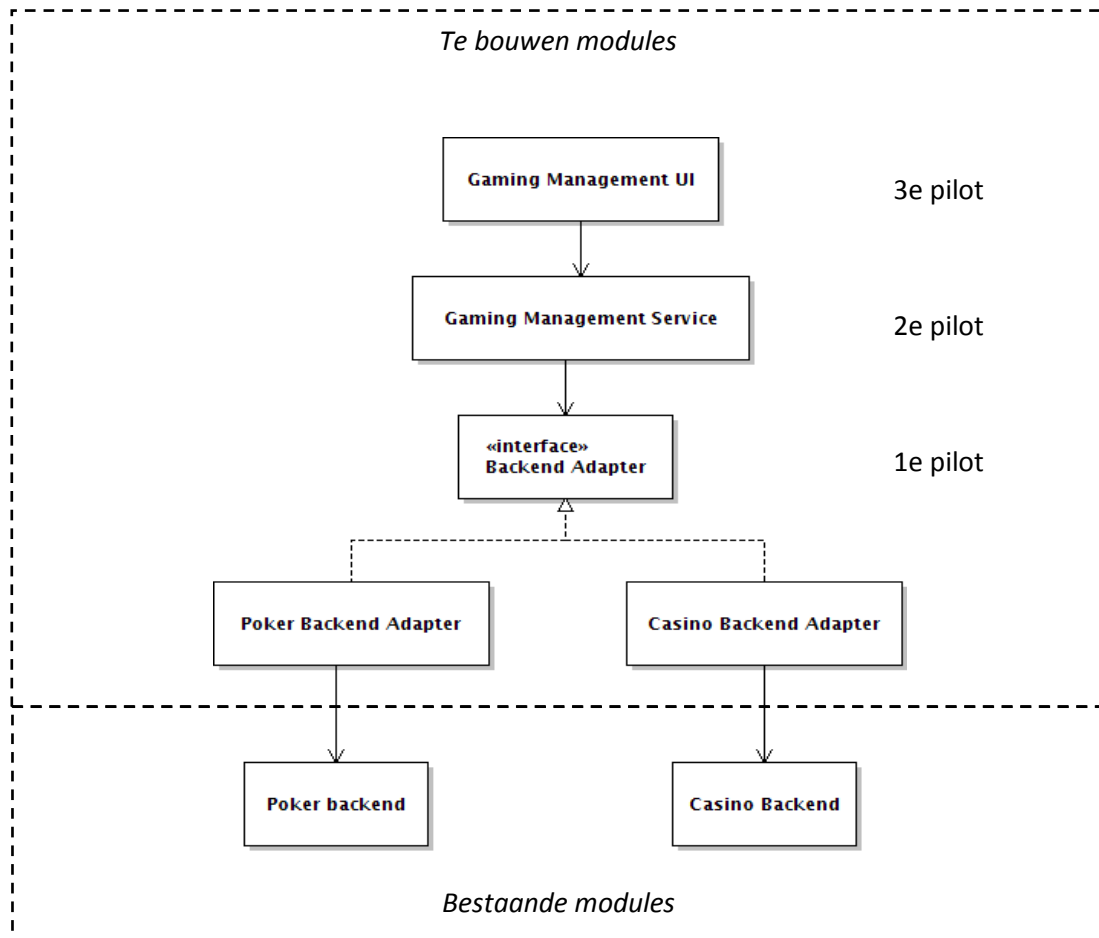 Te bouwen modules
Gaming Management UI
3e pilot
Gaming Management Service
2e pilot
«interface»
Backend Adapter
1e pilot
Poker Backend Adapter
Casino Backend Adapter
Poker backend
Casino Backend
Bestaande modules